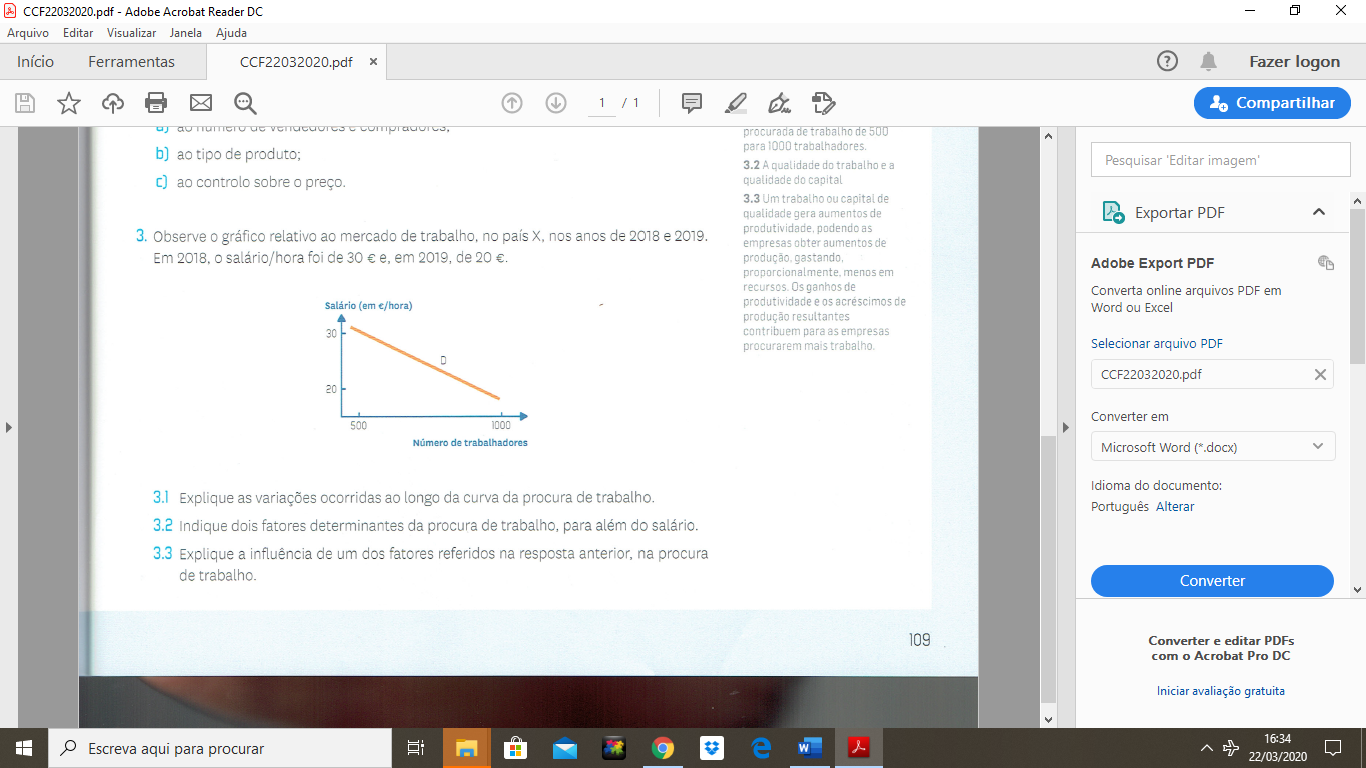 CCF22032020.pdf - Adobe Acrobat Reader DC
Arquivo Editar Visualizar Janela Ajuda
Início Ferramentas CCF22032020.pdf × Fazer logon
1 / 1 Compartilhar
a) ao número de vendedores e compradores;
b) ao tipo de produto;
c) ao controlo sobre o preço.
3. Observe o gráfico relativo ao mercado de trabalho, no país X, nos anos de 2018 e 2019.
Em 2018, o salário/hora foi de 30 € e, em 2019, de 20 €.
Salário (em €/hora)
30
D
20
500 1000
Número de trabalhadores
3.1 Explique as variações ocorridas ao longo da curva da procura de trabalho.
3.2 Indique dois fatores determinantes da procura de trabalho, para além do salário.
3.3 Explique a influência de um dos fatores referidos na resposta anterior, na procura
de trabalho.
procurada de trabalho de 500
para 1000 trabalhadores.
3.2 A qualidade do trabalho e a
qualidade do capital
3.3 Um trabalho ou capital de
qualidade gera aumentos de
produtividade, podendo as
empresas obter aumentos de
produção, gastando,
proporcionalmente, menos em
recursos. Os ganhos de
produtividade e os acréscimos de
produção resultantes
contribuem para as empresas
procurarem mais trabalho.
109
Pesquisar 'Editar imagem'
Exportar PDF
Adobe Export PDF
Converta online arquivos PDF em
Word ou Excel
Selecionar arquivo PDF
CCF22032020.pdf
Converter em
Microsoft Word (*.docx)
Idioma do documento:
Português Alterar
Converter
Converter e editar PDFs
com o Acrobat Pro DC
Iniciar avaliação gratuita
Escreva aqui para procurar
16:34
22/03/2020